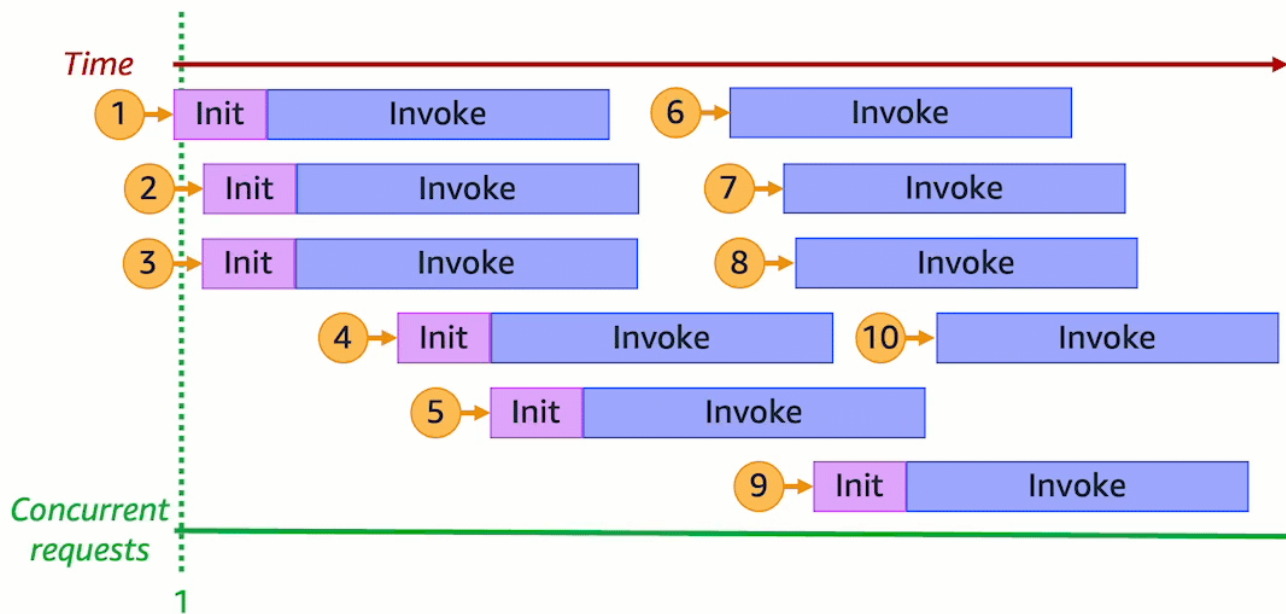 Time
1 Init Invoke 6 Invoke
2 Init Invoke 7 Invoke
3 Init Invoke 8 Invoke
4 Init Invoke 10 Invoke
5 Init Invoke
9 Init Invoke
Concurrent
requests
1